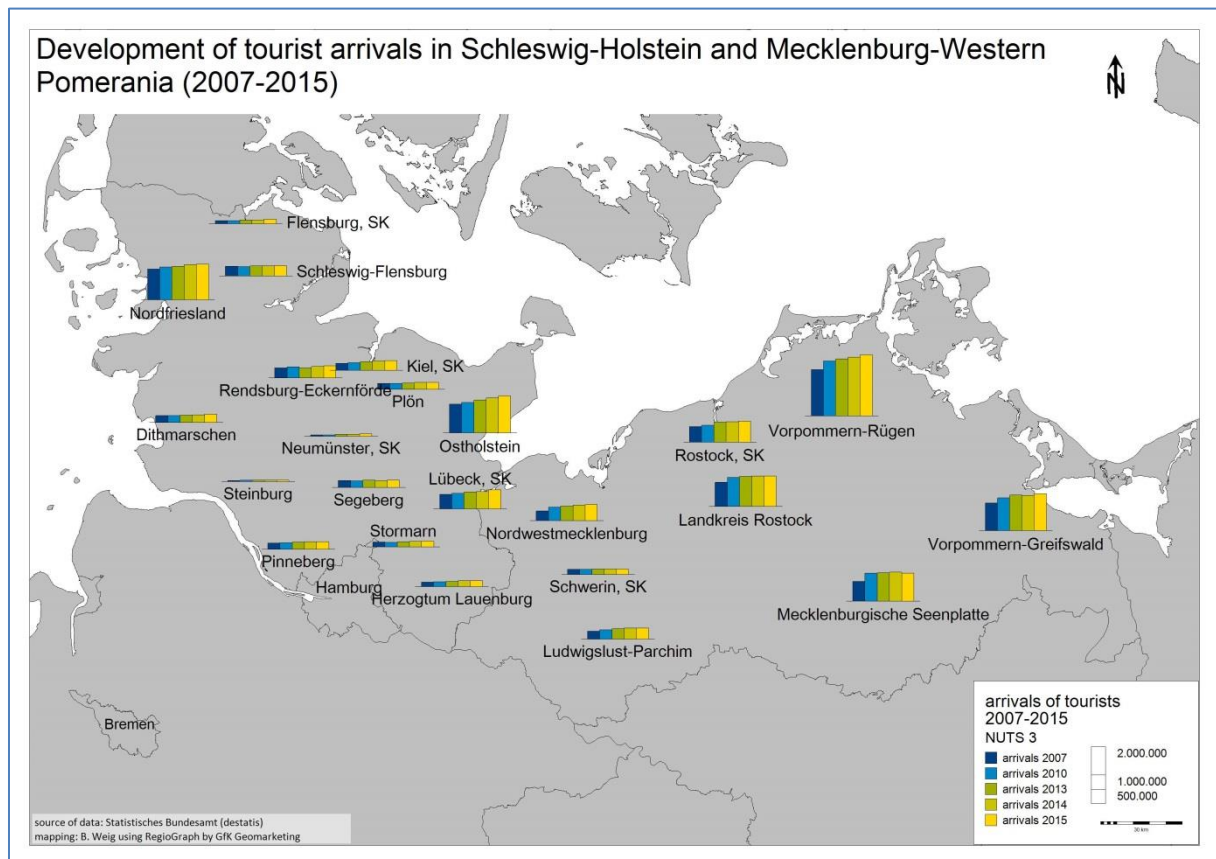 Development of tourist arrivals in Schleswig-Holstein and Mecklenburg-Western
Pomerania (2007-2015)
N
Flensburg, SK
Schleswig-Flensburg
Nordfriesland
Kiel, SK
Rendsburg-Eckernförde
Plön
Dithmarschen
Neumünster, SK
Ostholstein
Vorpommern-Rügen
Rostock, SK
Steinburg
Segeberg
Lübeck, SK
Landkreis Rostock
Nordwestmecklenburg
Stormarn
Vorpommern-Greifswald
Pinneberg
Hamburg
Herzogtum Lauenburg
Schwerin, SK
Mecklenburgische Seenplatte
Ludwigslust-Parchim
Bremen
arrivals of tourists
2007-2015
NUTS 3
arrivals 2007
arrivals 2010
arrivals 2013
arrivals 2014
arrivals 2015
2.000.000
1.000.000
500.000
30 km
source of data: Statistisches Bundesamt (destatis)
mapping: B. Weig using RegioGraph by GfK Geomarketing